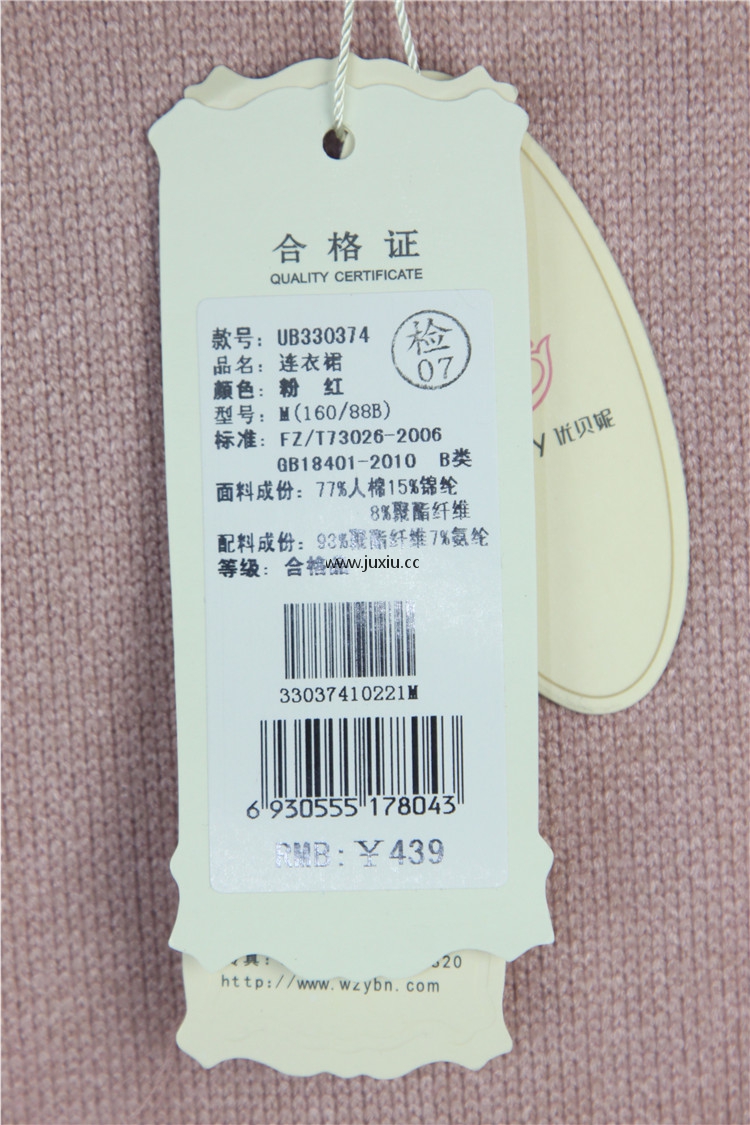 合格证
QUALITY CERTIFICATE
款号: UB330374
检
07
品名: 连衣裙
颜色: 粉 红
型号: M(160/88B)
标准: FZ/T73026-2006
GB18401-2010 B类
面料成份: 77%人棉15%锦纶
8%聚酯纤维
配料成份: 93%聚酯纤维7%氨纶
等级: 合格品
www.juxiu.cc
33037410221M
6 930555 178043
RMB: ¥439
y 优贝妮
真:
620
http://www.wzybn.com